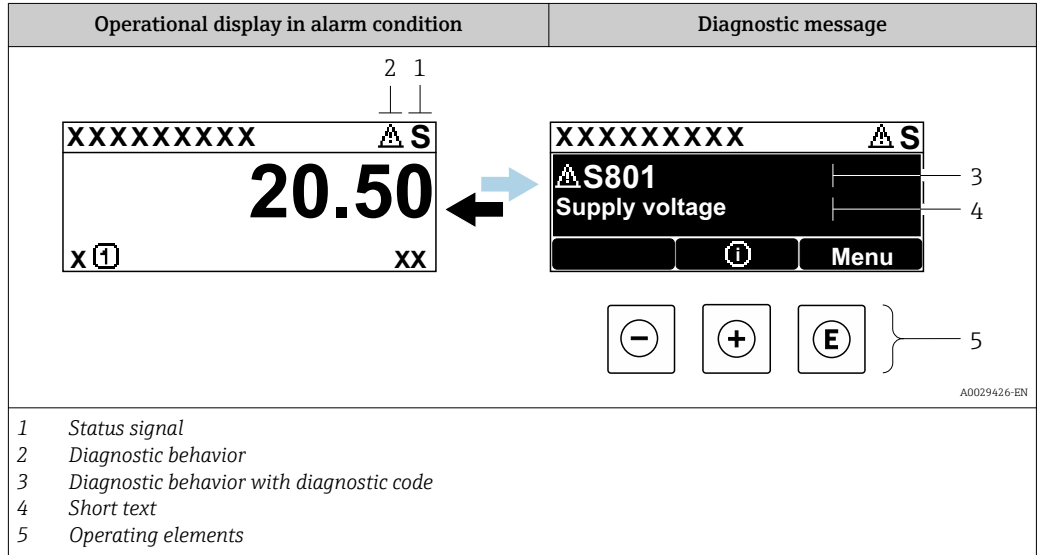 Operational display in alarm condition
Diagnostic message
2 1
XXXXXXXXX ⚠ S
20.50
X 1 XX
XXXXXXXXX ⚠ S
⚠S801
3
Supply voltage
4
i Menu
− + E
5
A0029426-EN
1 Status signal
2 Diagnostic behavior
3 Diagnostic behavior with diagnostic code
4 Short text
5 Operating elements